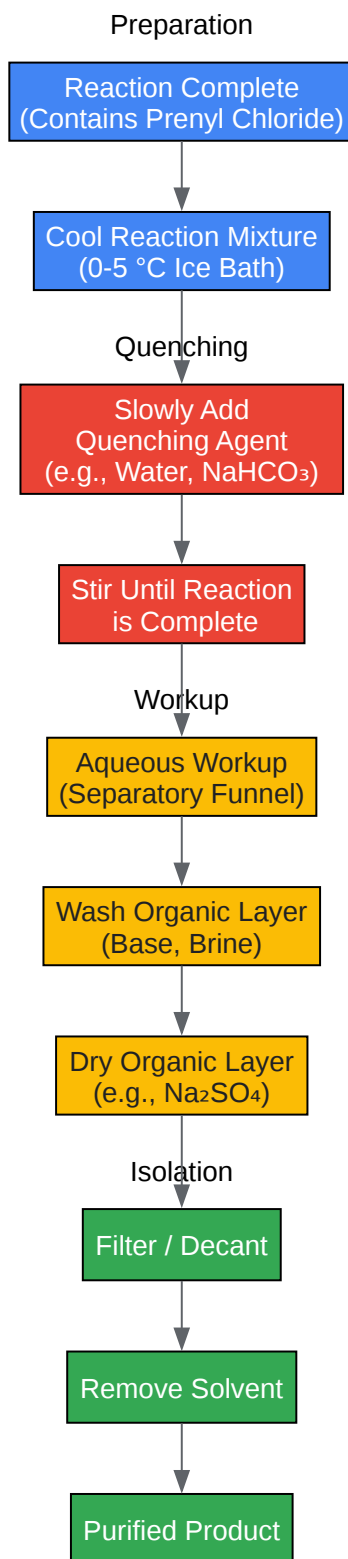 Preparation
Reaction Complete
(Contains Prenyl Chloride)
Cool Reaction Mixture
(0-5 °C Ice Bath)
Quenching
Slowly Add
Quenching Agent
(e.g., Water, NaHCO₃)
Stir Until Reaction
is Complete
Workup
Aqueous Workup
(Separatory Funnel)
Wash Organic Layer
(Base, Brine)
Dry Organic Layer
(e.g., Na₂SO₄)
Isolation
Filter / Decant
Remove Solvent
Purified Product